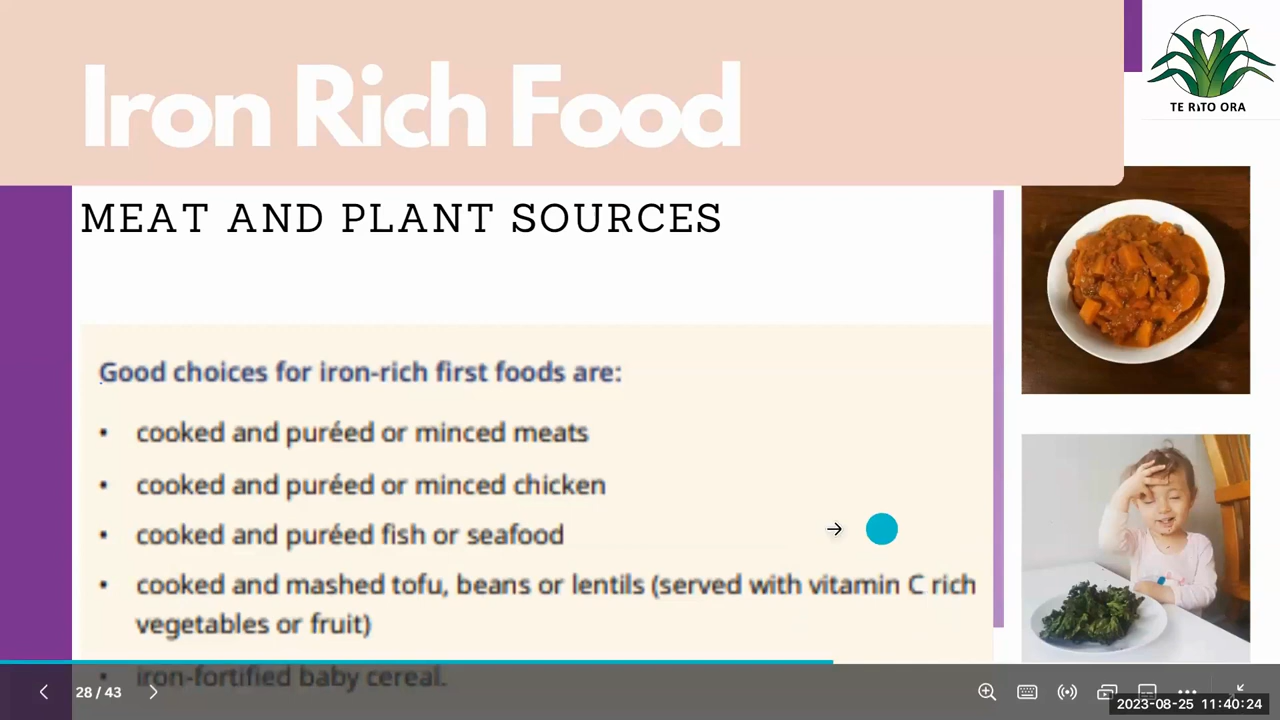 Iron Rich Food
TE RITO ORA
MEAT AND PLANT SOURCES
Good choices for iron-rich first foods are:
• cooked and puréed or minced meats
• cooked and puréed or minced chicken
• cooked and puréed fish or seafood
• cooked and mashed tofu, beans or lentils (served with vitamin C rich
vegetables or fruit)
• iron-fortified baby cereal.
28 / 43
2023-08-25 11:40:24